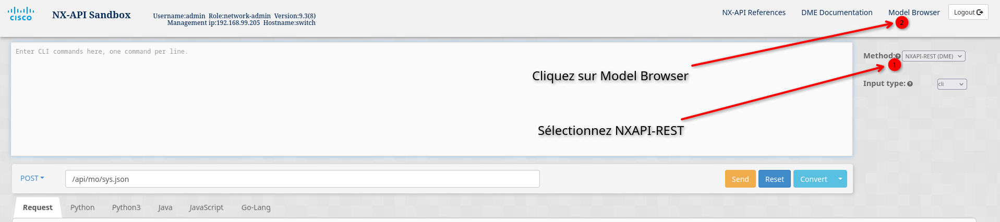 CISCO
NX-API Sandbox
Username:admin Role:network-admin Version:9.3(8)
Management ip:192.168.99.205 Hostname:switch
NX-API References DME Documentation Model Browser Logout
2
Enter CLI commands here, one command per line.
Method: NXAPI-REST (DME)
1
Cliquez sur Model Browser
Input type: cli
Sélectionnez NXAPI-REST
POST /api/mo/sys.json Send Reset Convert
Request Python Python3 Java JavaScript Go-Lang